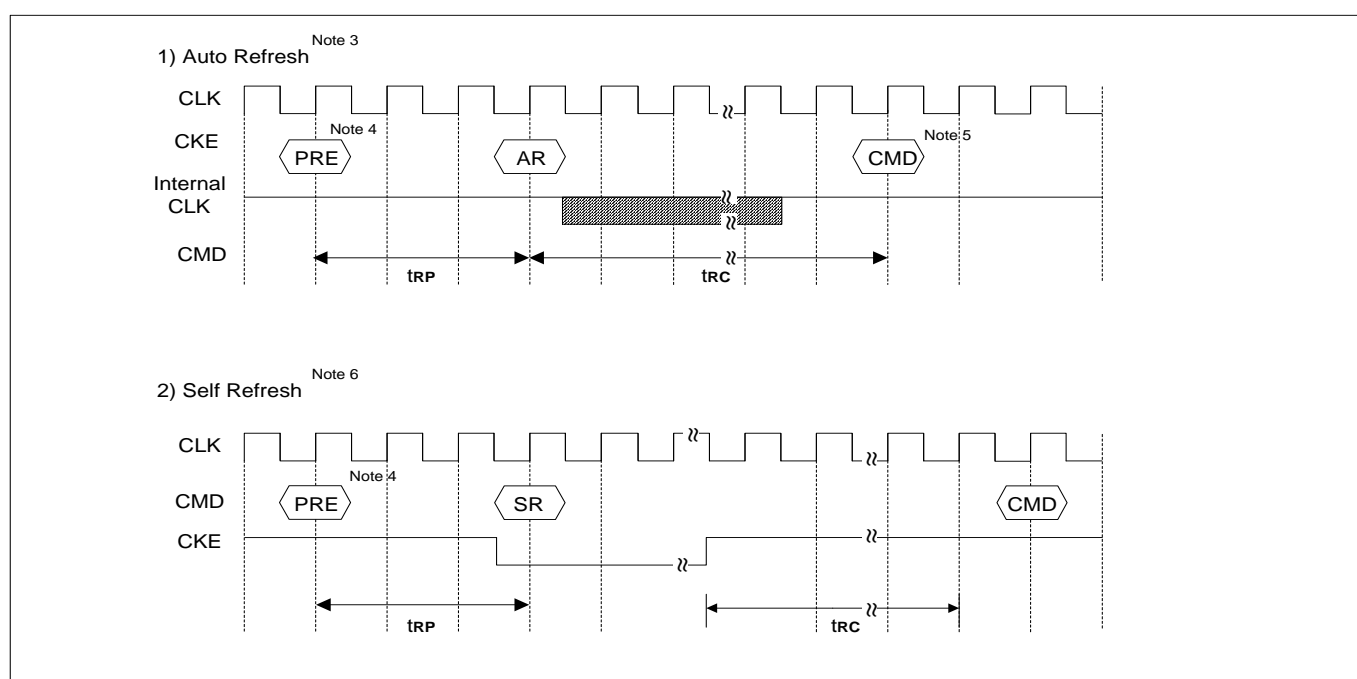 1) Auto Refresh Note 3
CLK
CKE
Note 4
Note 5
PRE
AR
CMD
Internal
CLK
CMD
tRP
tRC
2) Self Refresh Note 6
CLK
Note 4
CMD
PRE
SR
CMD
CKE
tRP
tRC